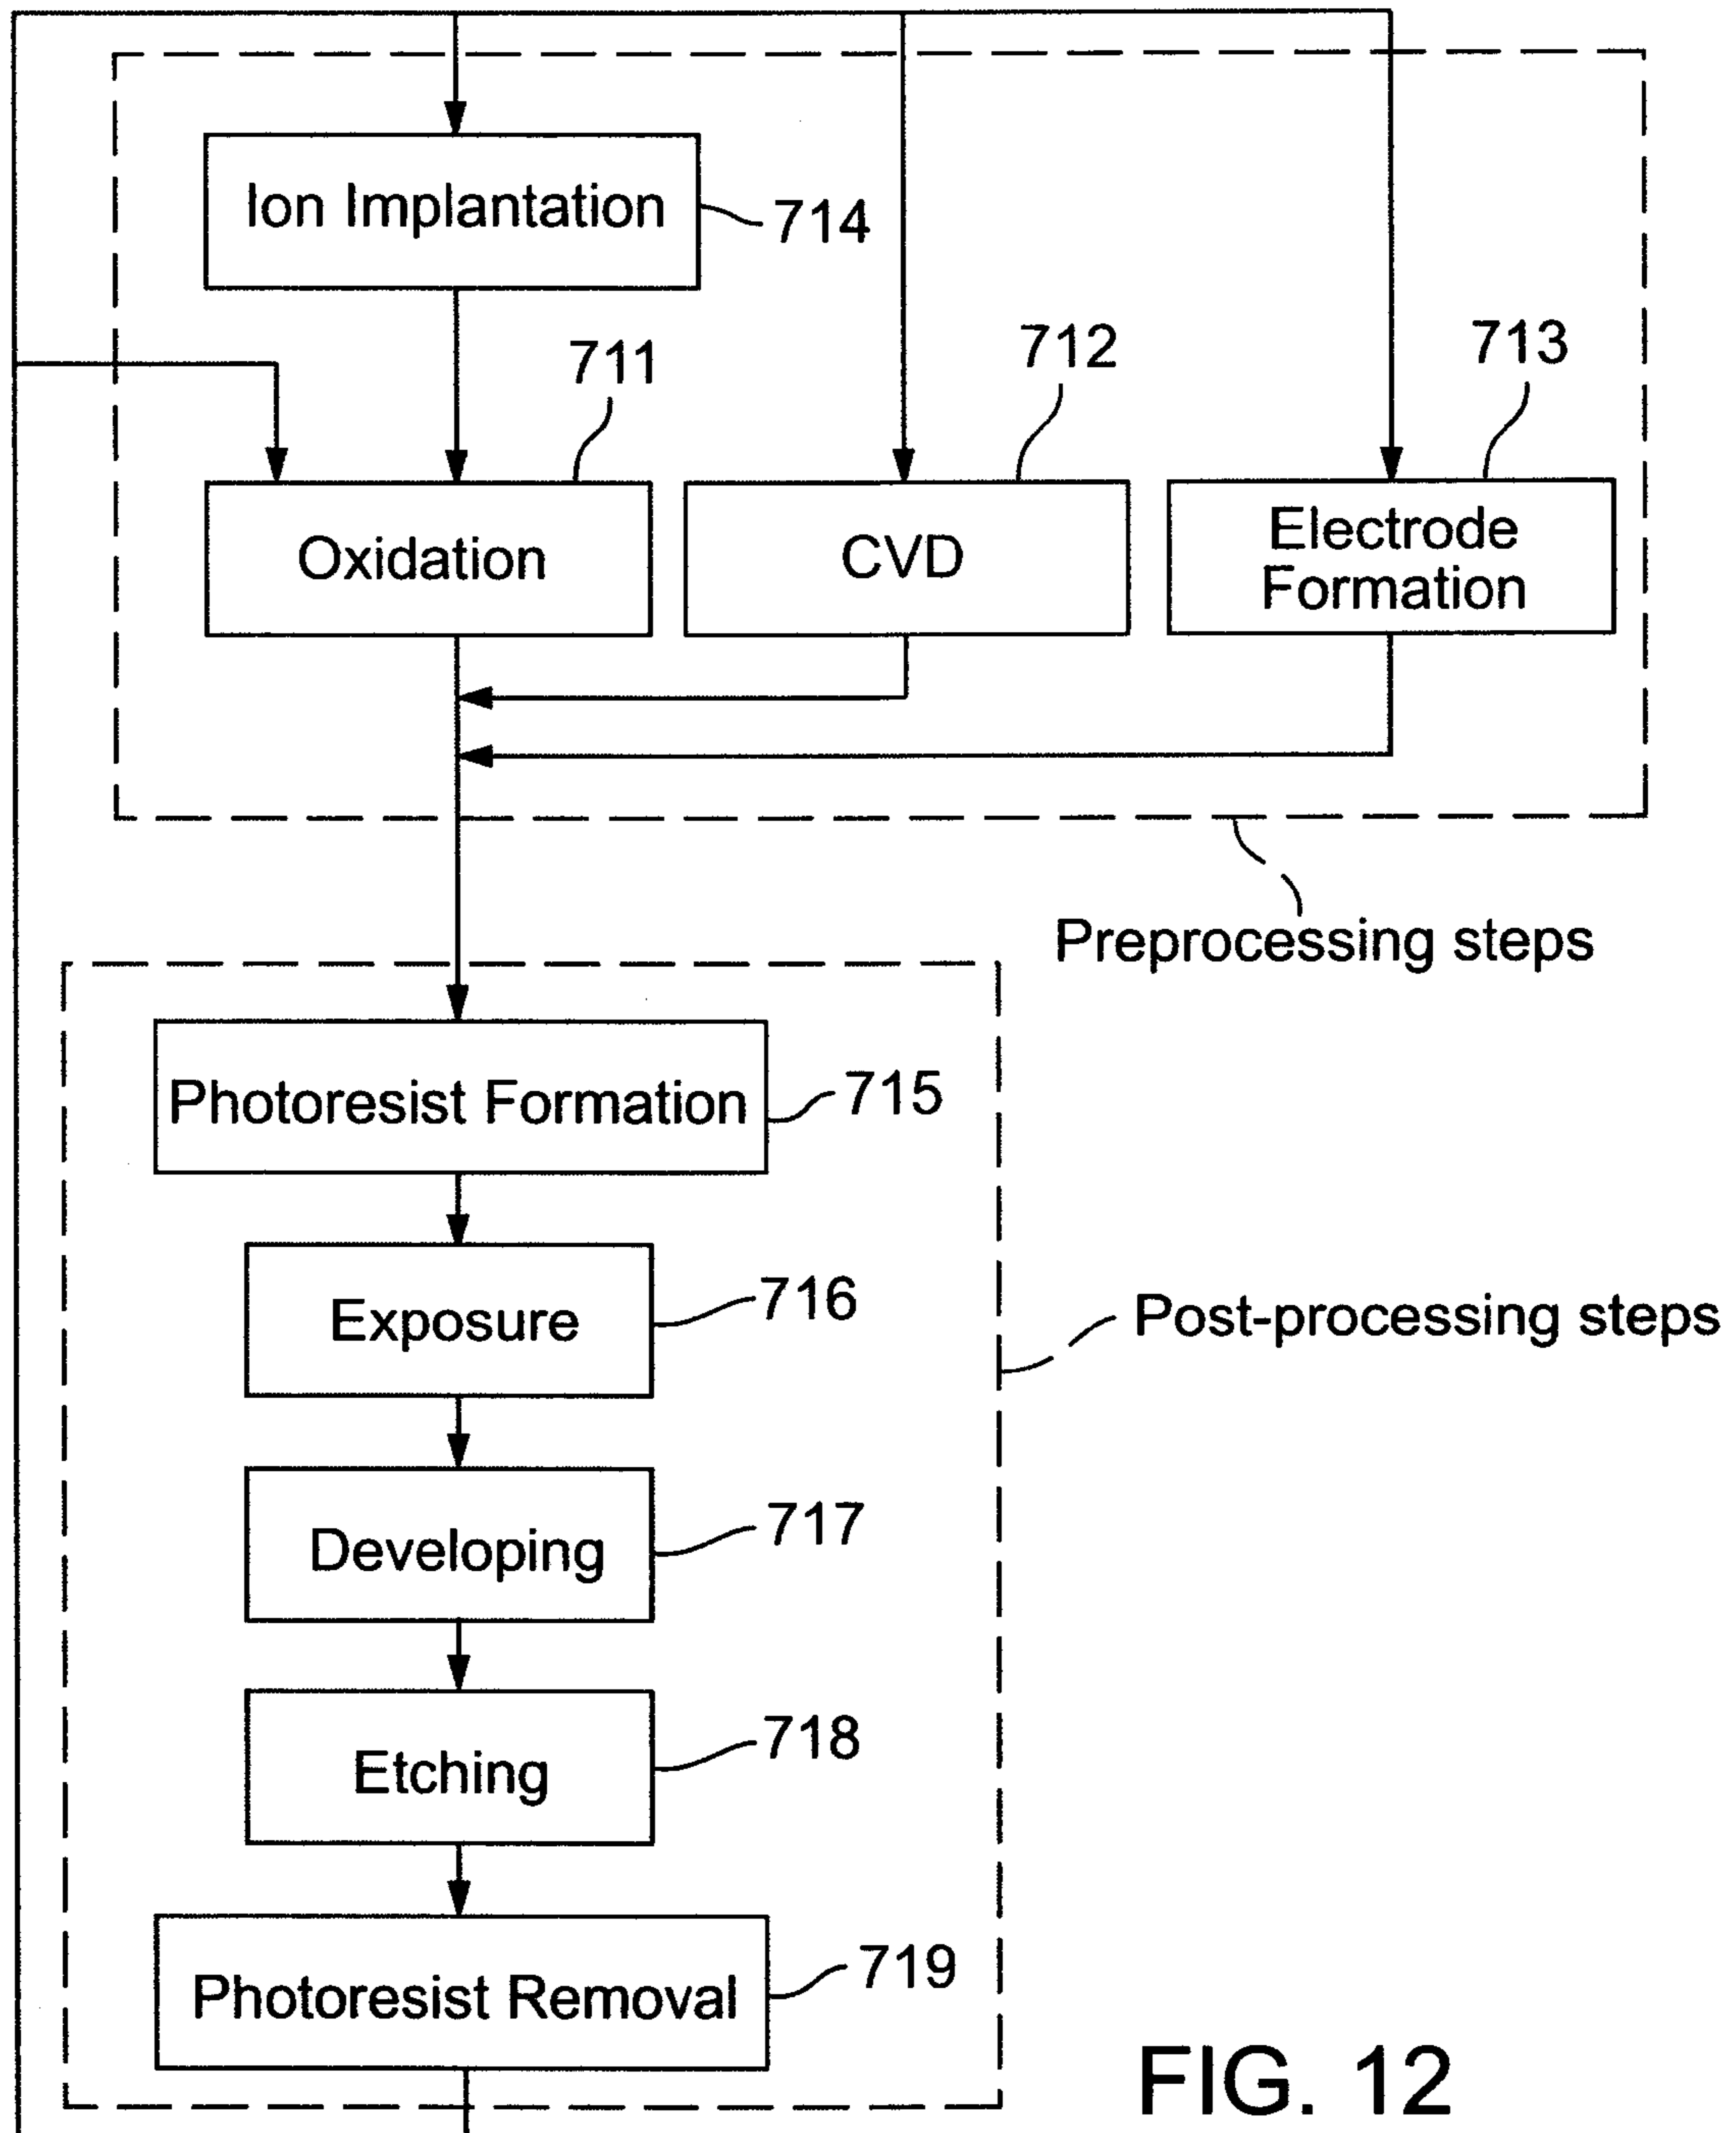 Ion Implantation
714
711
712
713
Oxidation
CVD
Electrode
Formation
Preprocessing steps
Photoresist Formation
715
Exposure
716
Post-processing steps
Developing
717
Etching
718
Photoresist Removal
719
FIG. 12